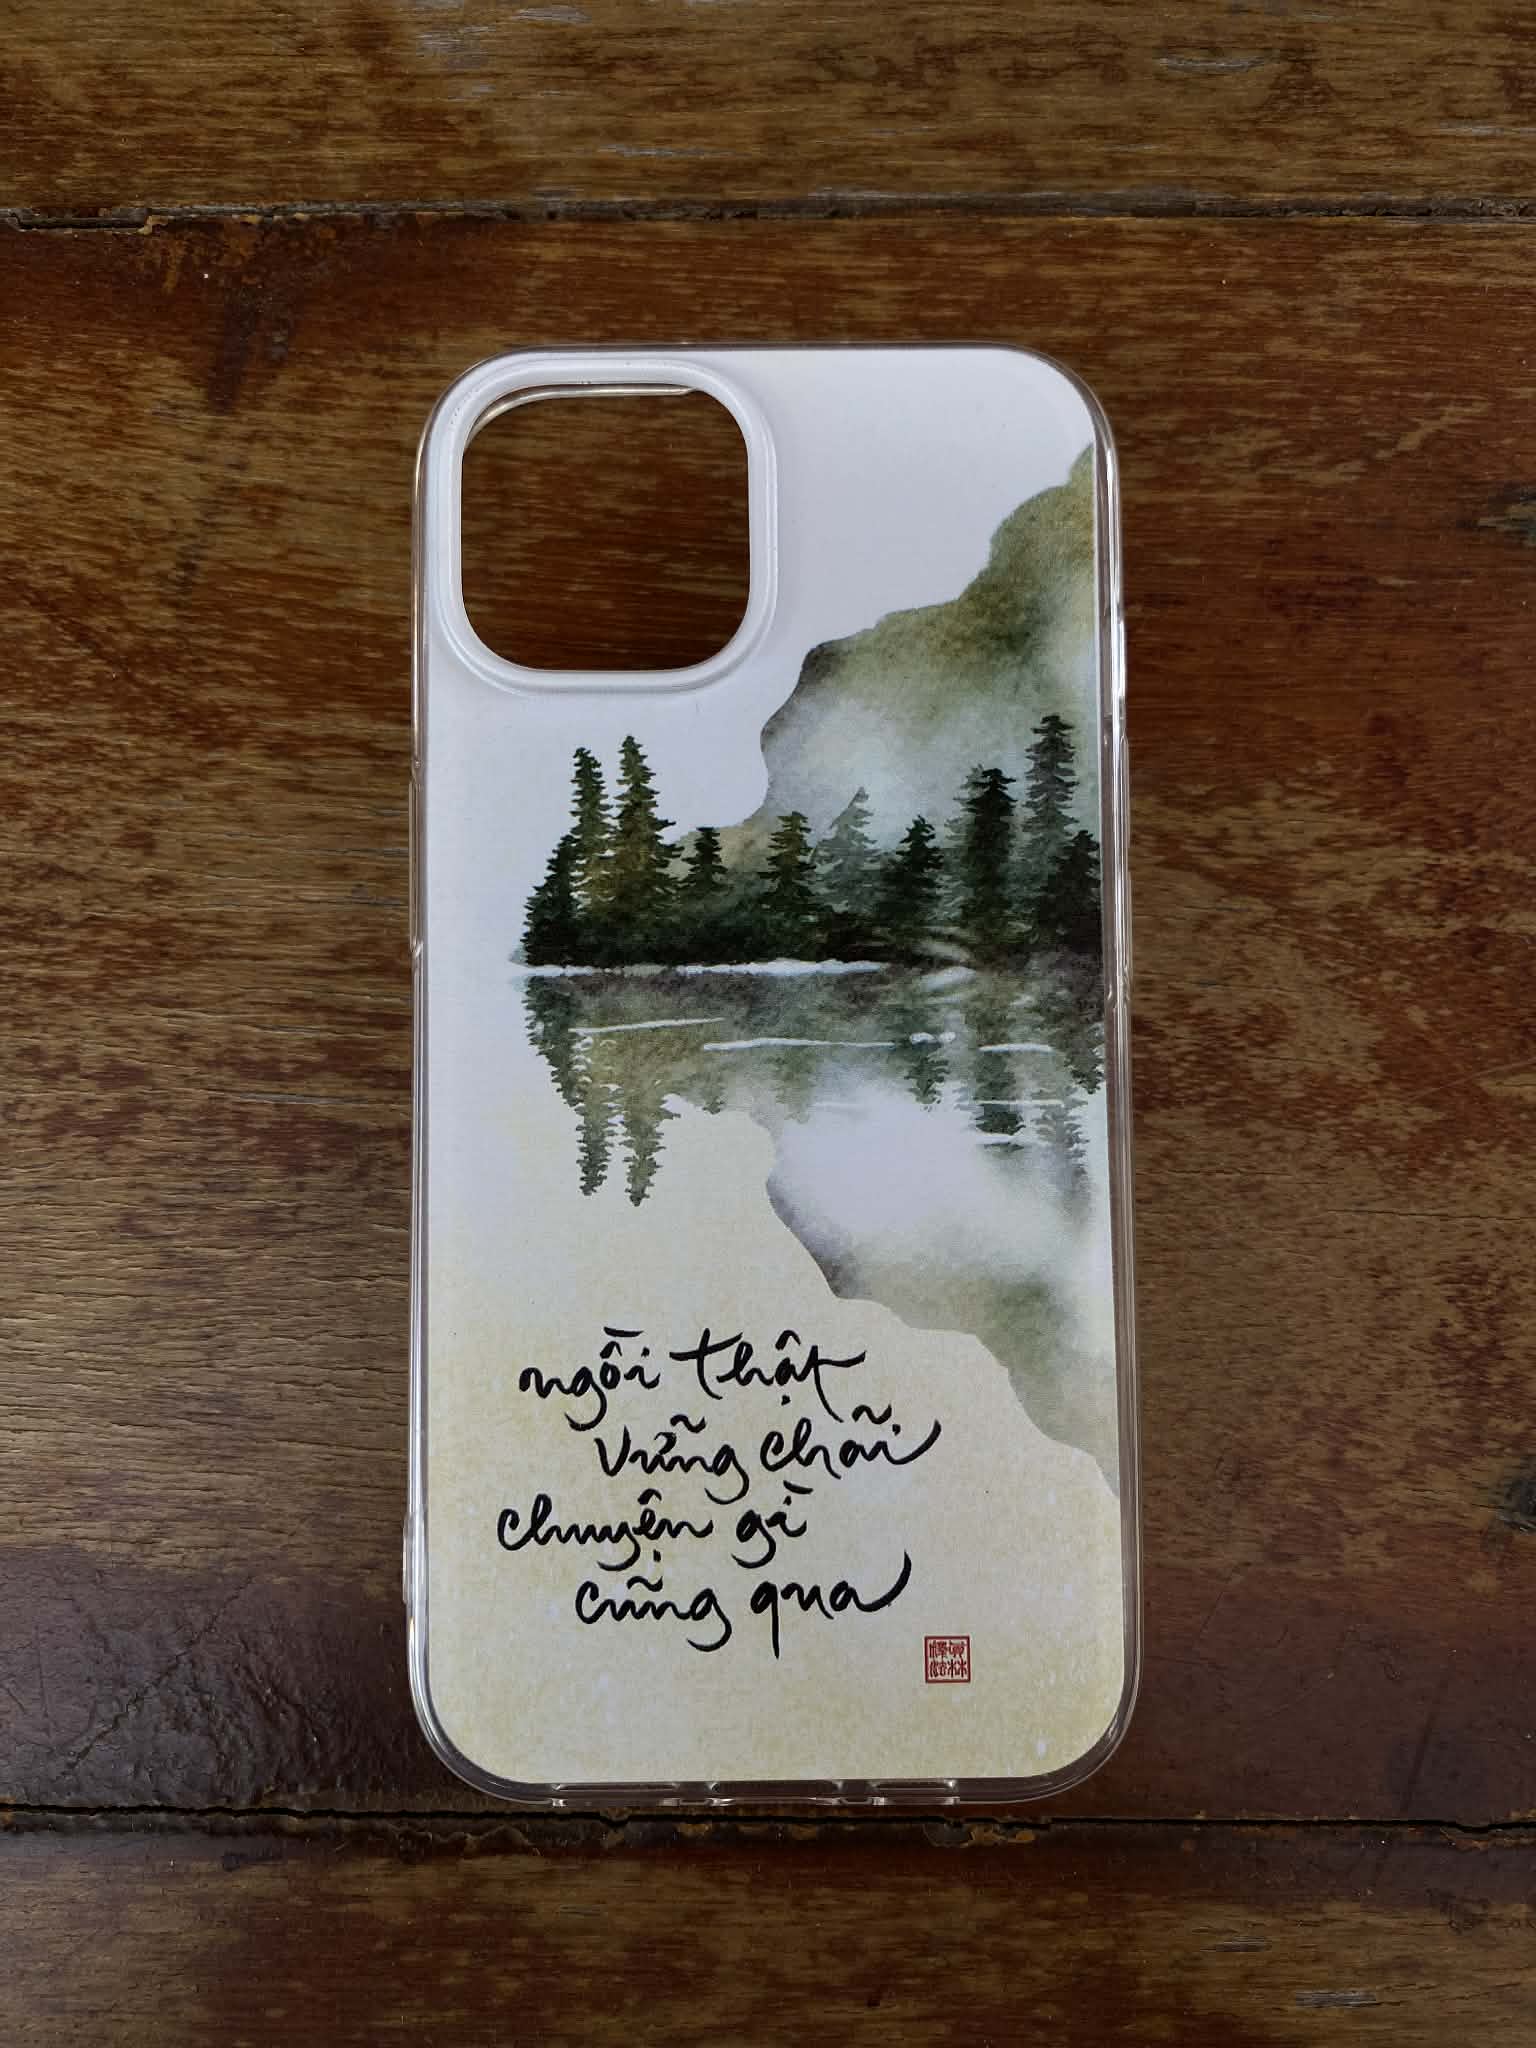 ngồi thật
vững chãi
chuyện gì
cũng qua